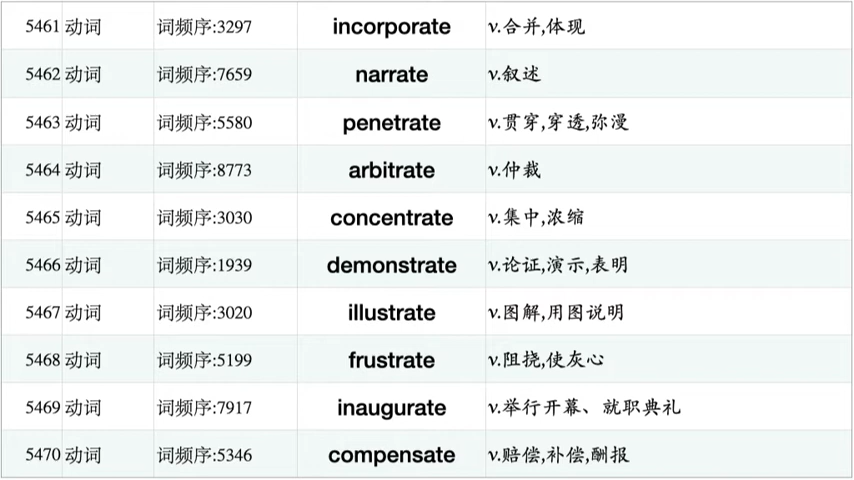 5461 动词 词频序:3297 incorporate v.合并,体现
5462 动词 词频序:7659 narrate v.叙述
5463 动词 词频序:5580 penetrate v.贯穿,穿透,弥漫
5464 动词 词频序:8773 arbitrate v.仲裁
5465 动词 词频序:3030 concentrate v.集中,浓缩
5466 动词 词频序:1939 demonstrate v.论证,演示,表明
5467 动词 词频序:3020 illustrate v.图解,用图说明
5468 动词 词频序:5199 frustrate v.阻挠,使灰心
5469 动词 词频序:7917 inaugurate v.举行开幕、就职典礼
5470 动词 词频序:5346 compensate v.赔偿,补偿,酬报